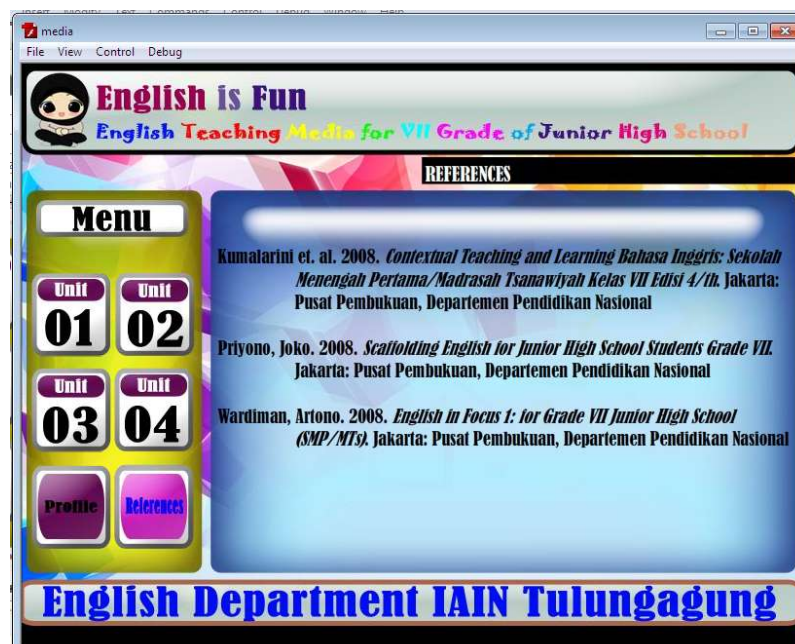 media
File View Control Debug
English is Fun
English Teaching Media for VII Grade of Junior High School
REFERENCES
Menu
Unit
01
Unit
02
Unit
03
Unit
04
Profile
References
Kumalarini et. al. 2008. Contextual Teaching and Learning Bahasa Inggris: Sekolah
Menengah Pertama/Madrasah Tsanawiyah Kelas VII Edisi 4/th. Jakarta:
Pusat Pembukuan, Departemen Pendidikan Nasional
Priyono, Joko. 2008. Scaffolding English for Junior High School Students Grade VII.
Jakarta: Pusat Pembukuan, Departemen Pendidikan Nasional
Wardiman, Artono. 2008. English in Focus 1: for Grade VII Junior High School
(SMP/MTs). Jakarta: Pusat Pembukuan, Departemen Pendidikan Nasional
English Department IAIN Tulungagung